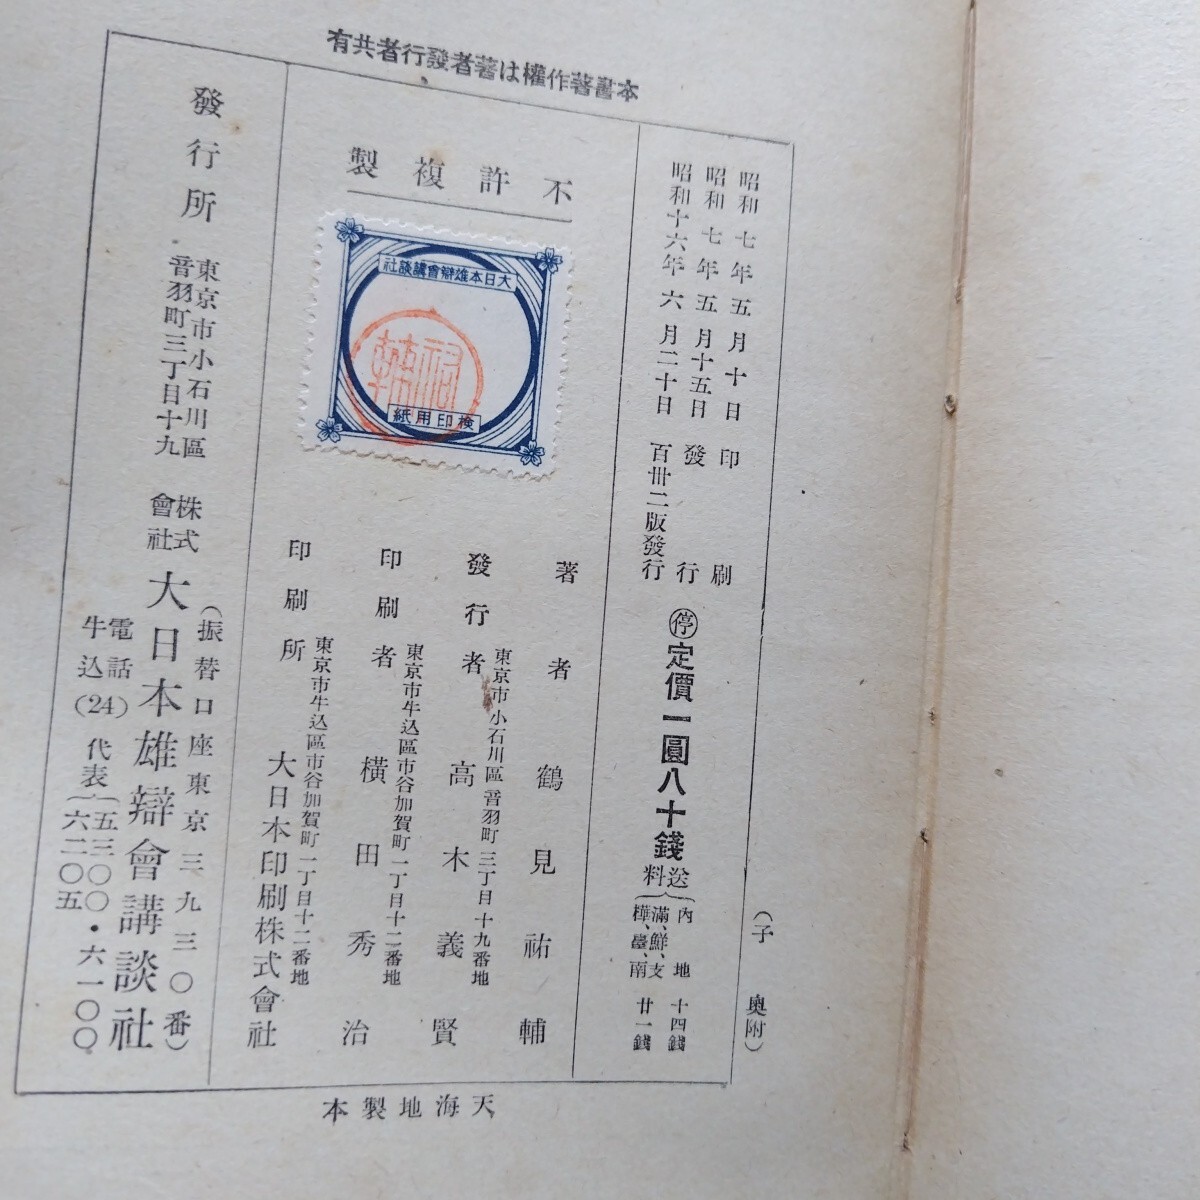 本書著作權は著者發行者共有
昭和七年五月十日印刷
昭和七年五月十五日發行
昭和十六年六月二十日百卅二版發行
停定價一圓八十錢
送料
內地十四錢
滿、鮮、支
樺、臺、南
廿一錢
不許複製
大日本雄辯會講談社
檢印用紙
著者鶴見祐輔
東京市小石川區音羽町三丁目十九番地
發行者高木義賢
東京市牛込區市谷加賀町一丁目十二番地
印刷者橫田秀治
東京市牛込區市谷加賀町一丁目十二番地
印刷所大日本印刷株式會社
發行所
東京市小石川區
音羽町三丁目十九
株式
會社
大日本雄辯會講談社
(振替口座東京三九三〇番)
電話
牛込(24)代表
五三〇〇・六一〇〇
六二〇五
(子奧附)
天海地製本